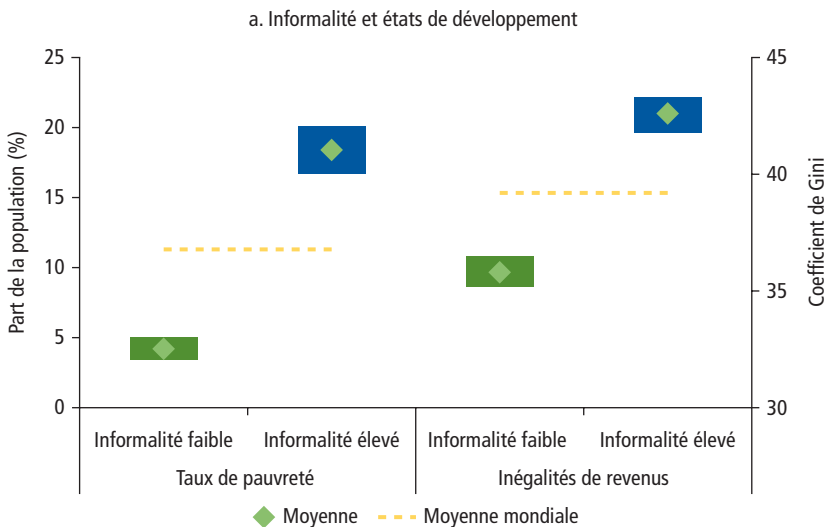 a. Informalité et états de développement
Part de la population (%)
25
20
15
10
5
0
45
40
35
30
Coefficient de Gini
Informalité faible
Informalité élevé
Informalité faible
Informalité élevé
Taux de pauvreté
Inégalités de revenus
Moyenne
Moyenne mondiale